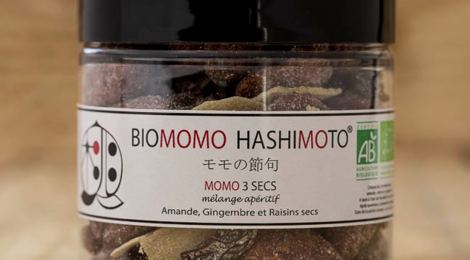 BIOMOMO HASHIMOTO®
モモの節句
MOMO 3 SECS
mélange apéritif
Amande, Gingembre et Raisins secs
AB